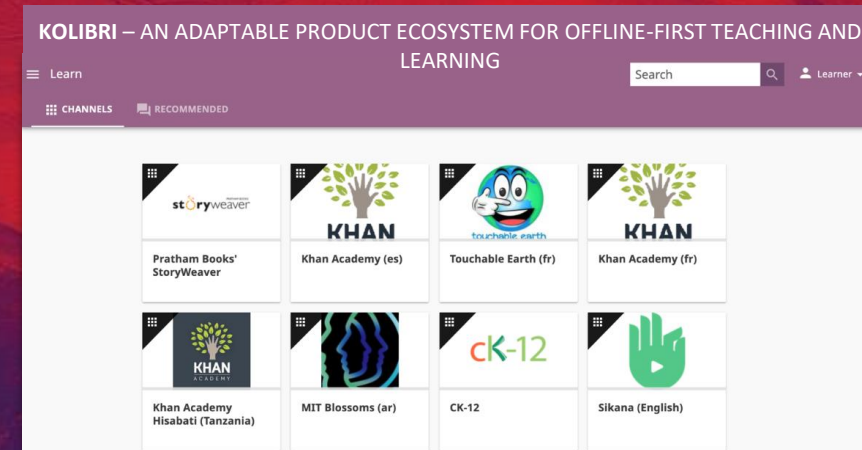 KOLIBRI – AN ADAPTABLE PRODUCT ECOSYSTEM FOR OFFLINE-FIRST TEACHING AND
LEARNING
Learn
Search
Learner
CHANNELS
RECOMMENDED
storyweaver
KHAN
touchable earth
KHAN
Pratham Books'
StoryWeaver
Khan Academy (es)
Touchable Earth (fr)
Khan Academy (fr)
KHAN
ACADEMY
cK-12
Khan Academy
Hisabati (Tanzania)
MIT Blossoms (ar)
CK-12
Sikana (English)